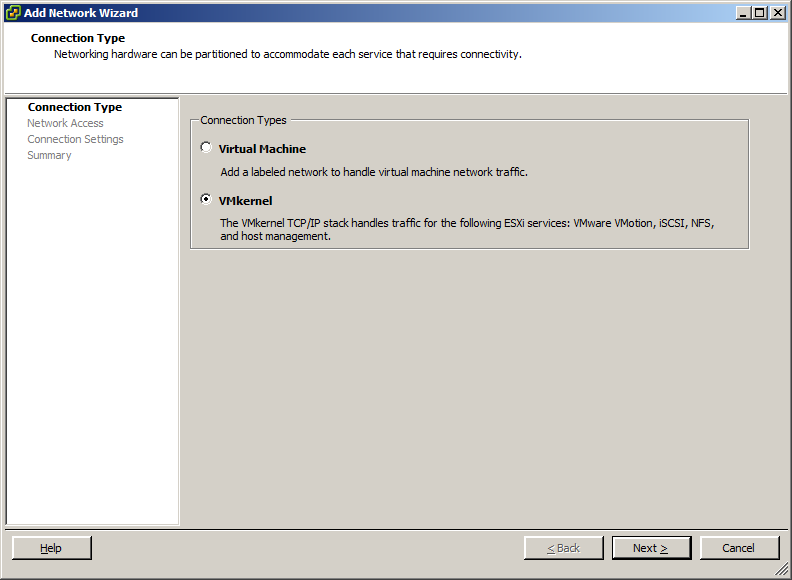 Add Network Wizard
Connection Type
Networking hardware can be partitioned to accommodate each service that requires connectivity.
Connection Type
Network Access
Connection Settings
Summary
Connection Types
Virtual Machine
Add a labeled network to handle virtual machine network traffic.
VMkernel
The VMkernel TCP/IP stack handles traffic for the following ESXi services: VMware VMotion, iSCSI, NFS,
and host management.
Help
< Back
Next >
Cancel